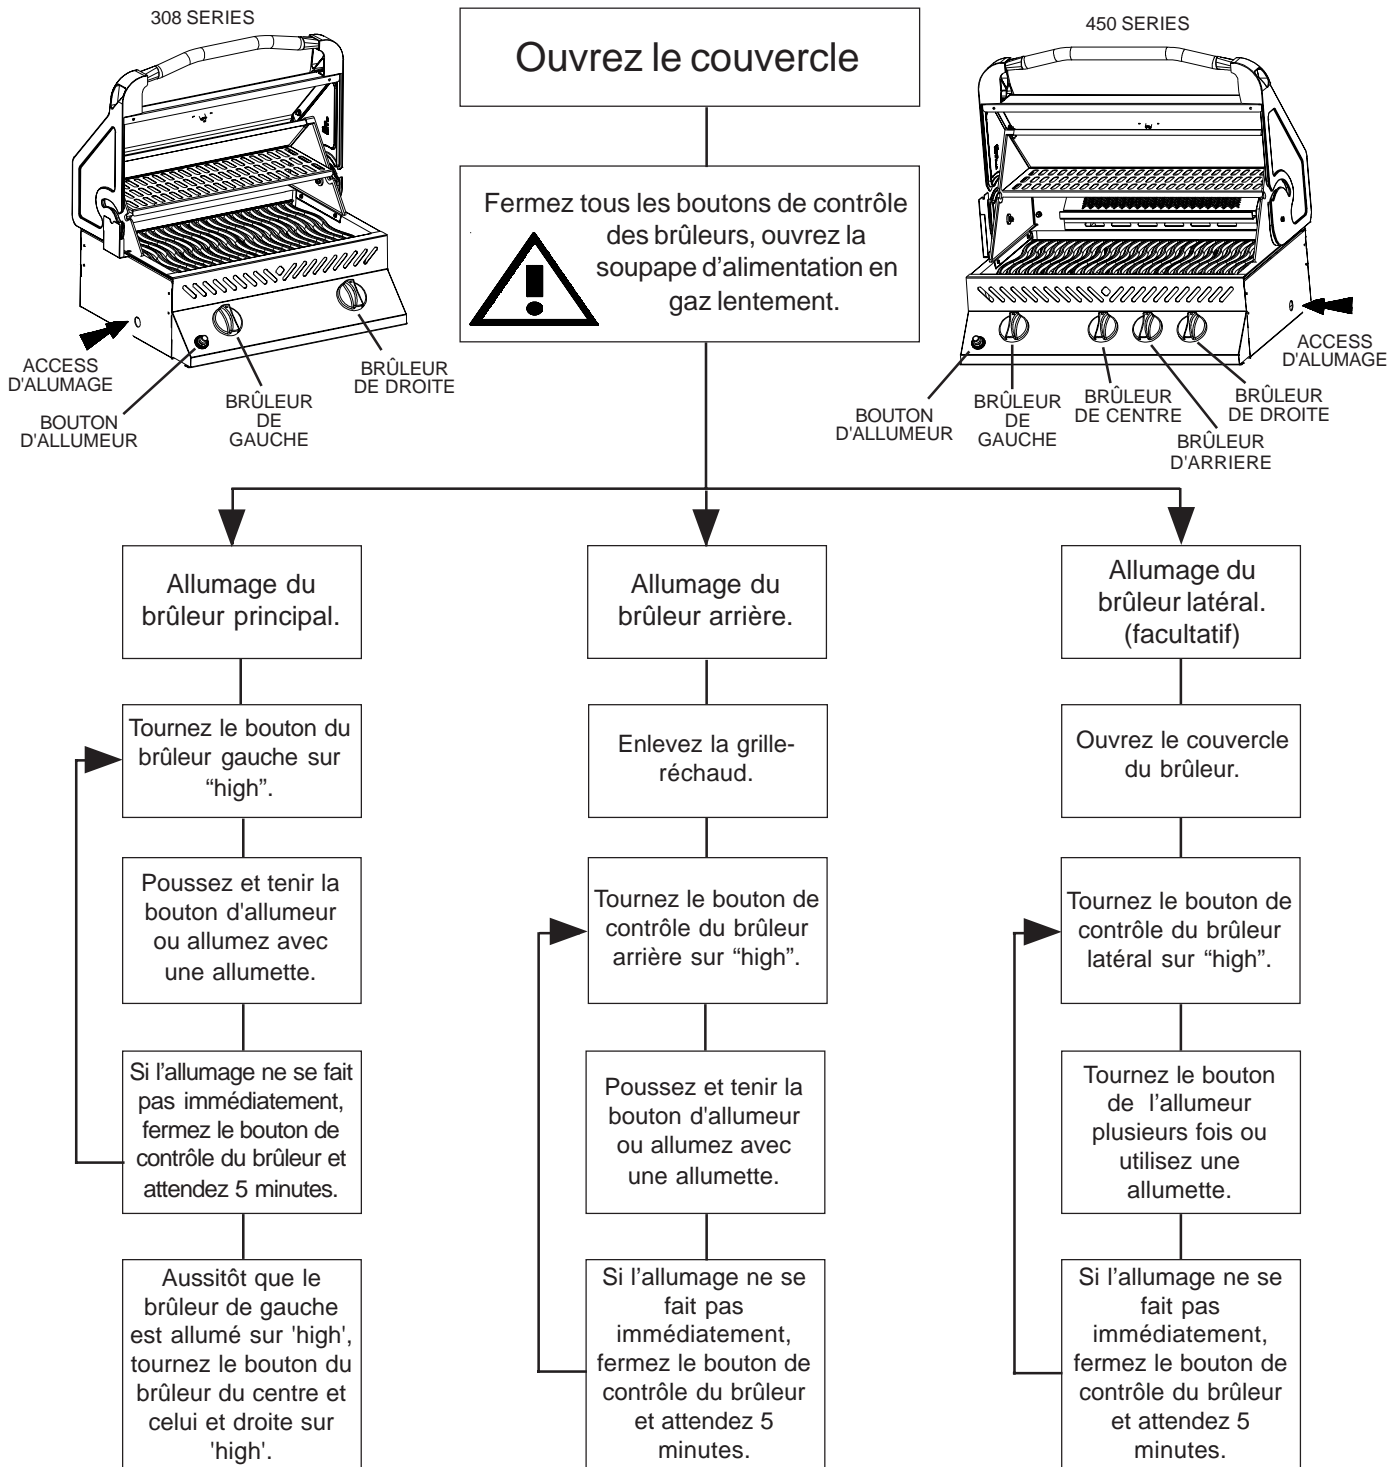 308 SERIES
Ouvrez le couvercle
450 SERIES
Fermez tous les boutons de contrôle
des brûleurs, ouvrez la
soupape d’alimentation en
gaz lentement.
ACCESS
D'ALUMAGE
BOUTON
D'ALLUMEUR
BRÛLEUR
DE
GAUCHE
BRÛLEUR
DE DROITE
BOUTON
D'ALLUMEUR
BRÛLEUR
DE
GAUCHE
BRÛLEUR
DE CENTRE
BRÛLEUR
D'ARRIERE
BRÛLEUR
DE DROITE
ACCESS
D'ALUMAGE
Allumage du
brûleur principal.
Tournez le bouton du
brûleur gauche sur
“high”.
Poussez et tenir la
bouton d'allumeur
ou allumez avec
une allumette.
Si l’allumage ne se fait
pas immédiatement,
fermez le bouton de
contrôle du brûleur et
attendez 5 minutes.
Aussitôt que le
brûleur de gauche
est allumé sur 'high',
tournez le bouton du
brûleur du centre et
celui et droite sur
'high'.
Allumage du
brûleur arrière.
Enlevez la grille-
réchaud.
Tournez le bouton de
contrôle du brûleur
arrière sur “high”.
Poussez et tenir la
bouton d'allumeur
ou allumez avec
une allumette.
Si l’allumage ne se
fait pas
immédiatement,
fermez le bouton de
contrôle du brûleur
et attendez 5
minutes.
Allumage du
brûleur latéral.
(facultatif)
Ouvrez le couvercle
du brûleur.
Tournez le bouton de
contrôle du brûleur
latéral sur “high”.
Tournez le bouton
de l’allumeur
plusieurs fois ou
utilisez une
allumette.
Si l’allumage ne se
fait pas
immédiatement,
fermez le bouton de
contrôle du brûleur
et attendez 5
minutes.